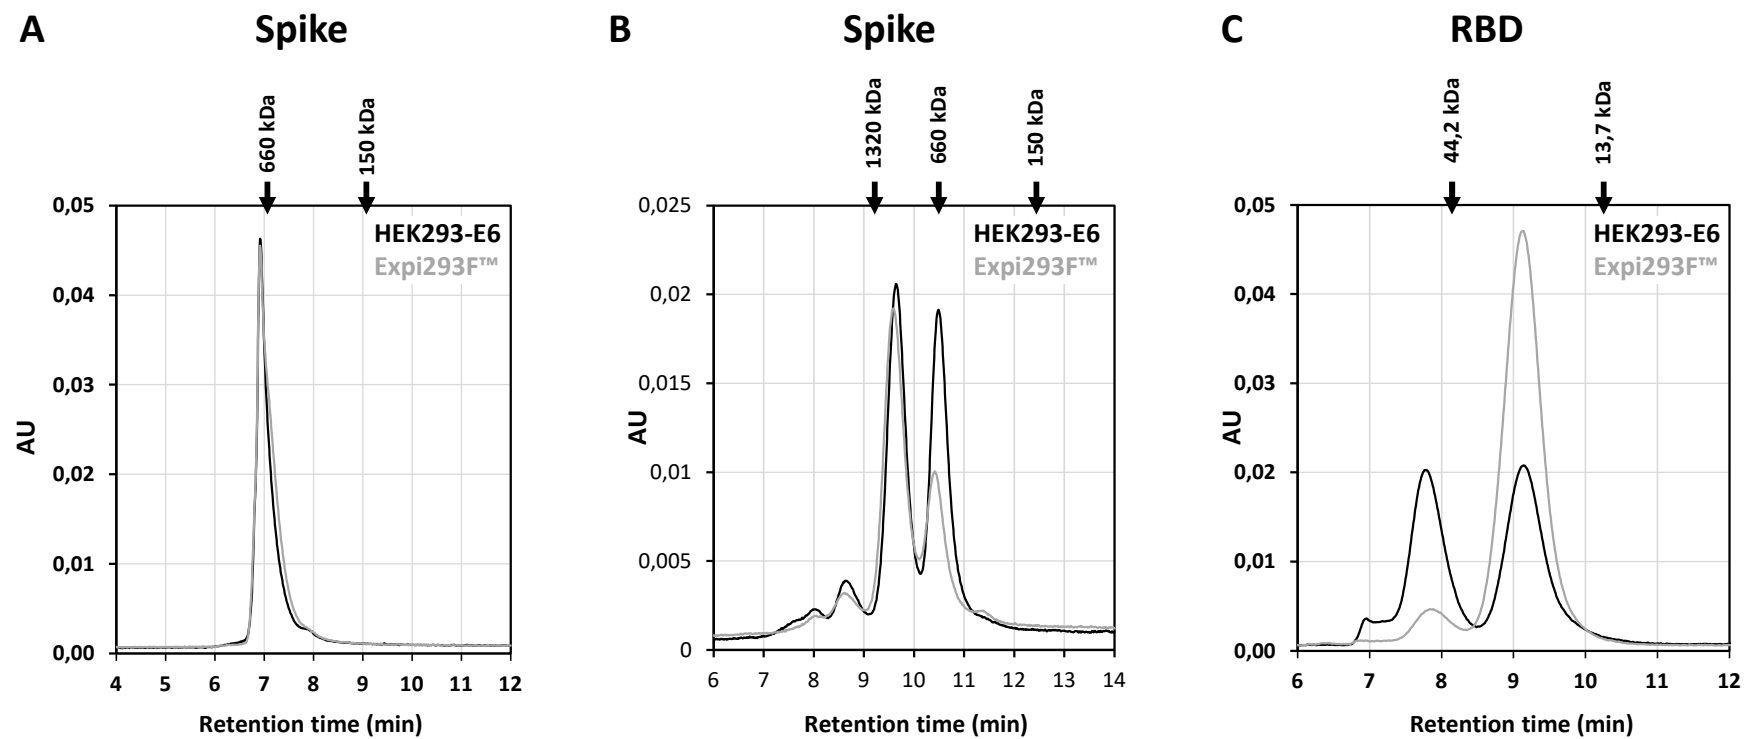 A
Spike
660 kDa
150 kDa
0,05
0,04
0,03
0,02
0,01
0,00
AU
HEK293-E6
Expi293F™
4 5 6 7 8 9 10 11 12
Retention time (min)
B
Spike
1320 kDa
660 kDa
150 kDa
0,025
0,02
0,015
0,01
0,005
0
AU
HEK293-E6
Expi293F™
6 7 8 9 10 11 12 13 14
Retention time (min)
C
RBD
44,2 kDa
13,7 kDa
0,05
0,04
0,03
0,02
0,01
0,00
AU
HEK293-E6
Expi293F™
6 7 8 9 10 11 12
Retention time (min)